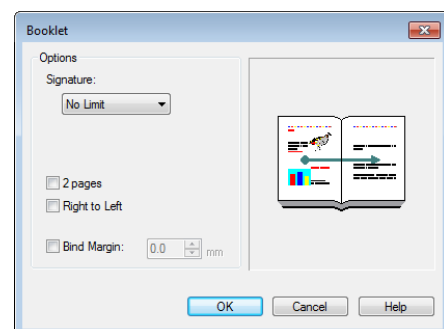 Booklet
Options
Signature:
No Limit
2 pages
Right to Left
Bind Margin: 0.0 mm
OK Cancel Help